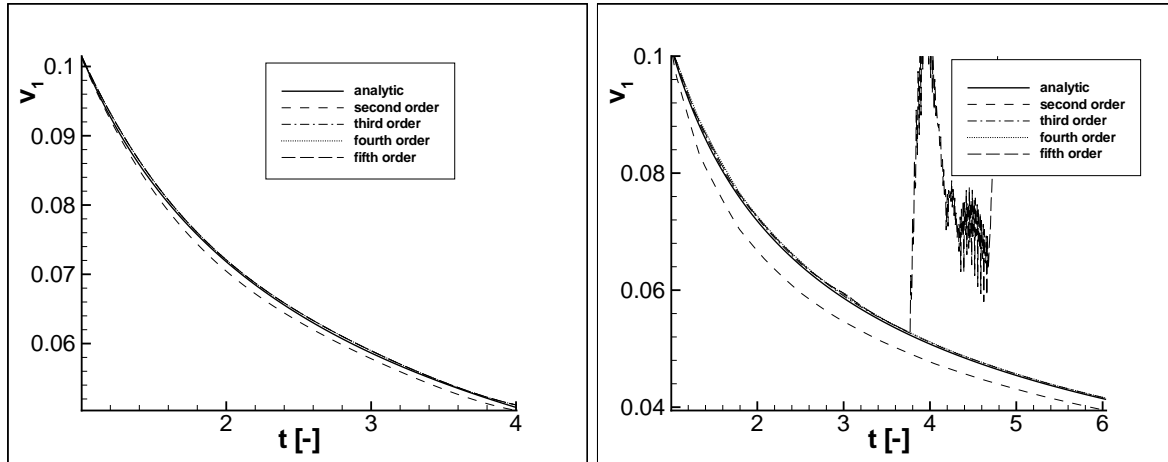 0.1
0.09
0.08
0.07
0.06
v1
2
3
4
t [-]
analytic
second order
third order
fourth order
fifth order
0.1
0.08
0.06
0.04
v1
1
2
3
4
5
6
t [-]
analytic
second order
third order
fourth order
fifth order